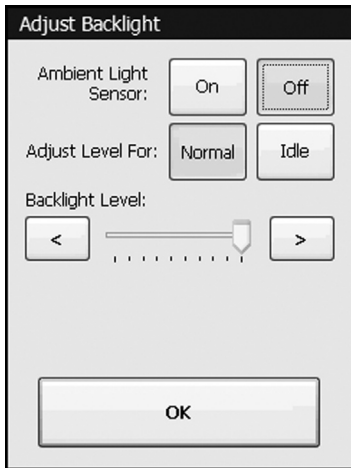 Adjust Backlight
Ambient Light
Sensor:
On
Off
Adjust Level For:
Normal
Idle
Backlight Level:
<
>
OK